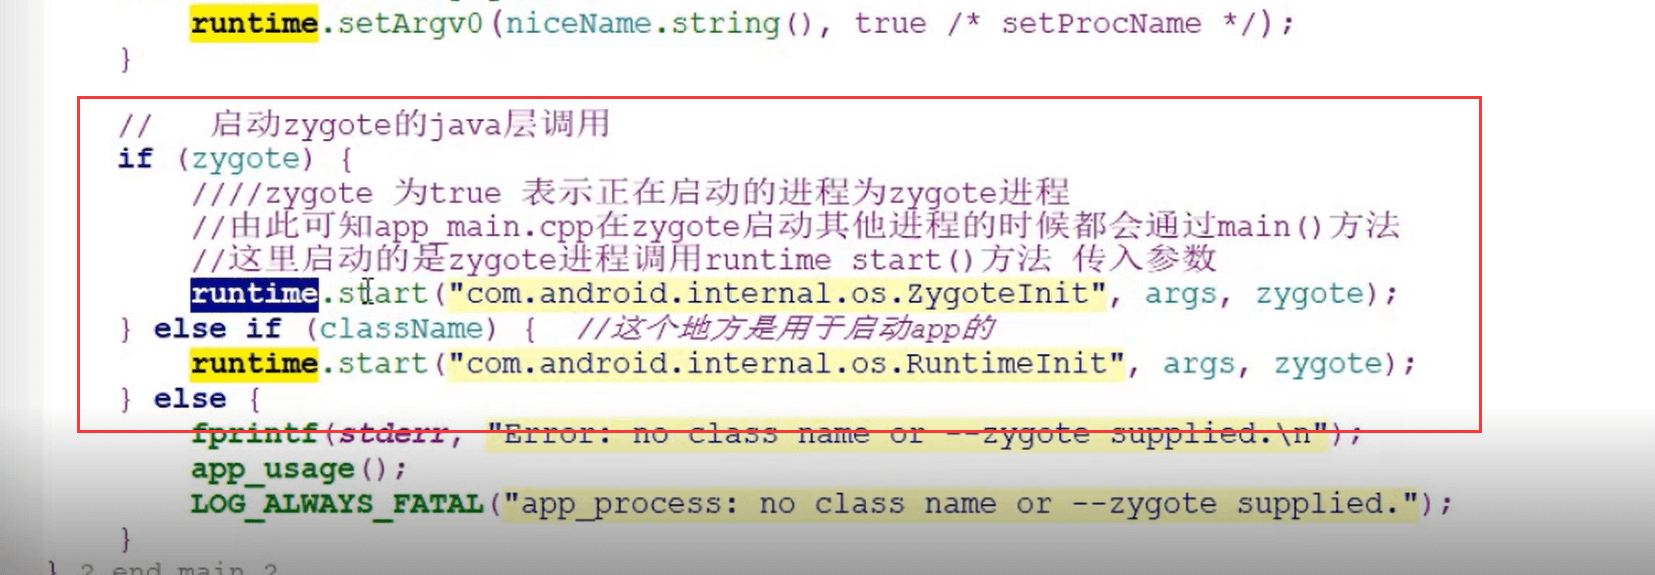 runtime.setArgv0(niceName.string(), true /* setProcName */);
}
//   启动zygote的java层调用
if (zygote) {
////zygote 为true 表示正在启动的进程为zygote进程
//由此可知app_main.cpp在zygote启动其他进程的时候都会通过main()方法
//这里启动的是zygote进程调用runtime start()方法 传入参数
runtime.start("com.android.internal.os.ZygoteInit", args, zygote);
} else if (className) {  //这个地方是用于启动app的
runtime.start("com.android.internal.os.RuntimeInit", args, zygote);
} else {
fprintf(stderr, "Error: no class name or --zygote supplied.\n");
app_usage();
LOG_ALWAYS_FATAL("app_process: no class name or --zygote supplied.");
}
} ? end main ?